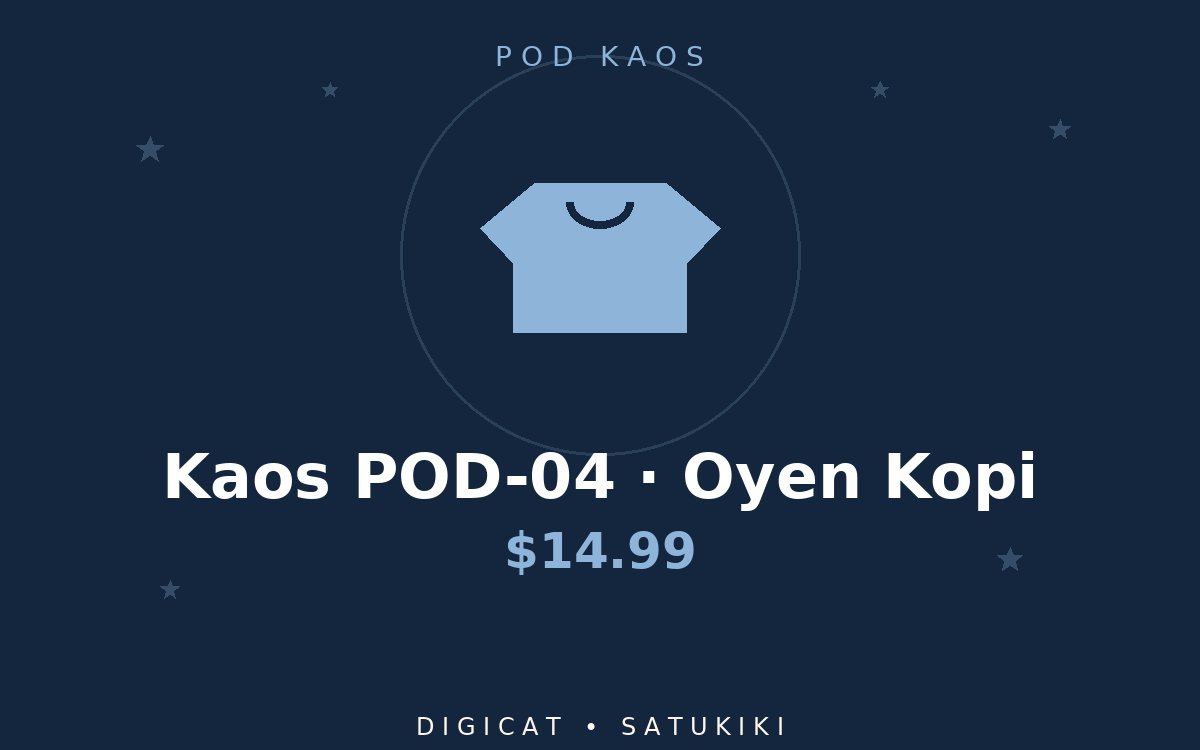 POD KAOS
Kaos POD-04 · Oyen Kopi
$14.99
DIGICAT • SATUKIKI